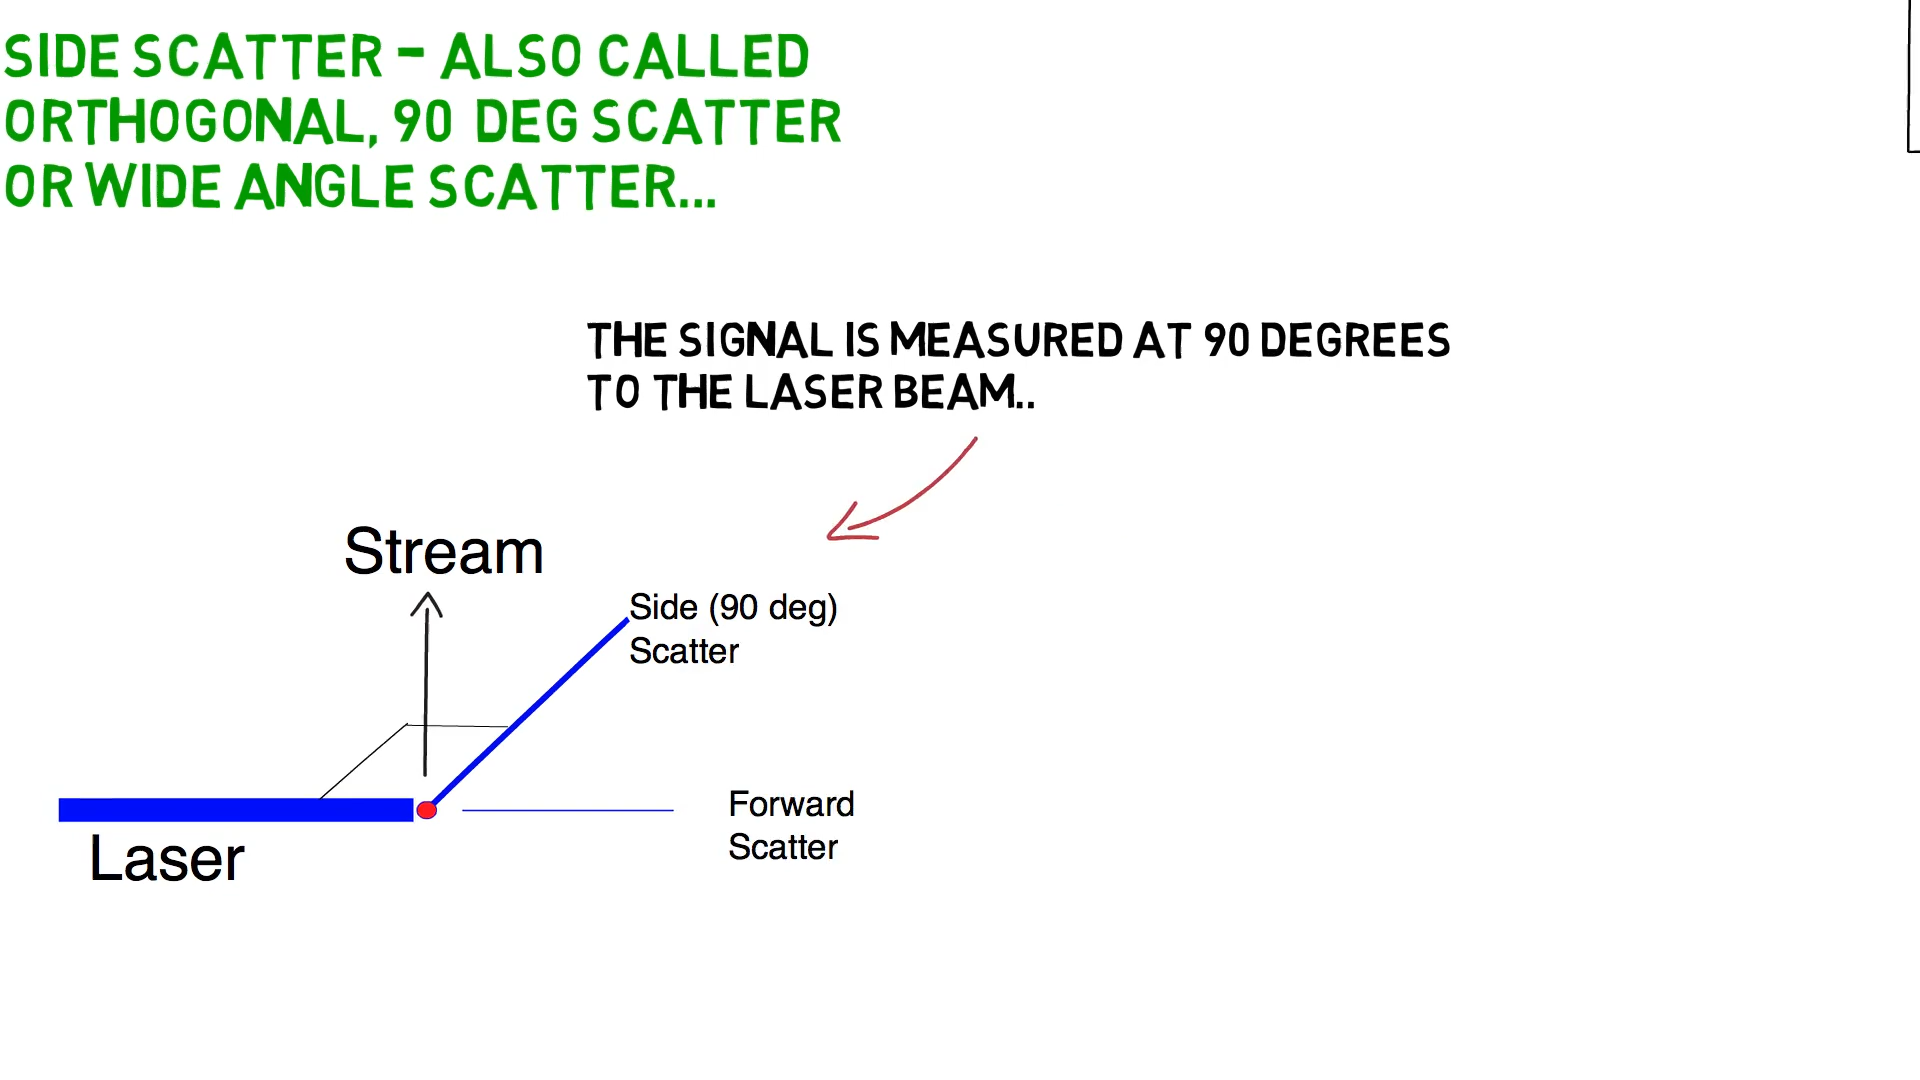 SIDE SCATTER - ALSO CALLED
ORTHOGONAL, 90 DEG SCATTER
OR WIDE ANGLE SCATTER...
THE SIGNAL IS MEASURED AT 90 DEGREES
TO THE LASER BEAM..
Stream
Side (90 deg)
Scatter
Forward
Scatter
Laser